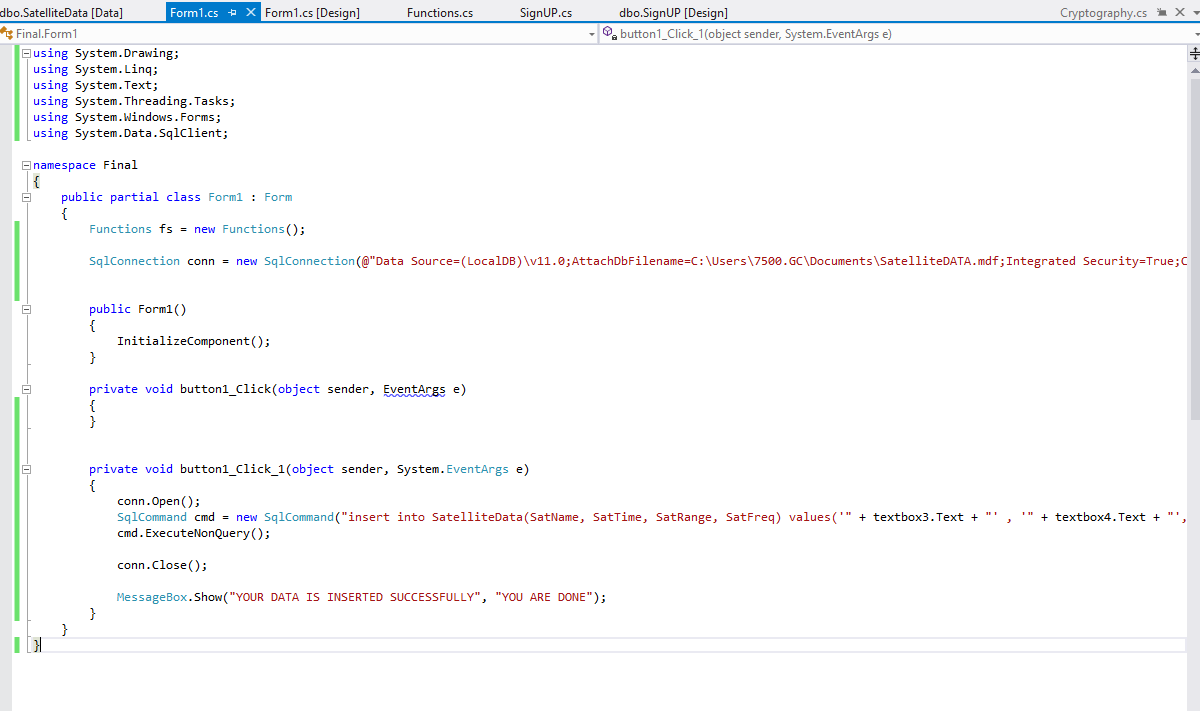 dbo.SatelliteData [Data] Form1.cs Form1.cs [Design] Functions.cs SignUP.cs dbo.SignUP [Design] Cryptography.cs
Final.Form1 button1_Click_1(object sender, System.EventArgs e)
using System.Drawing;
using System.Linq;
using System.Text;
using System.Threading.Tasks;
using System.Windows.Forms;
using System.Data.SqlClient;
namespace Final
{
public partial class Form1 : Form
{
Functions fs = new Functions();
SqlConnection conn = new SqlConnection(@"Data Source=(LocalDB)\v11.0;AttachDbFilename=C:\Users\7500.GC\Documents\SatelliteDATA.mdf;Integrated Security=True;C
public Form1()
{
InitializeComponent();
}
private void button1_Click(object sender, EventArgs e)
{
}
private void button1_Click_1(object sender, System.EventArgs e)
{
conn.Open();
SqlCommand cmd = new SqlCommand("insert into SatelliteData(SatName, SatTime, SatRange, SatFreq) values('" + textbox3.Text + "' , '" + textbox4.Text + "',
cmd.ExecuteNonQuery();
conn.Close();
MessageBox.Show("YOUR DATA IS INSERTED SUCCESSFULLY", "YOU ARE DONE");
}
}
}